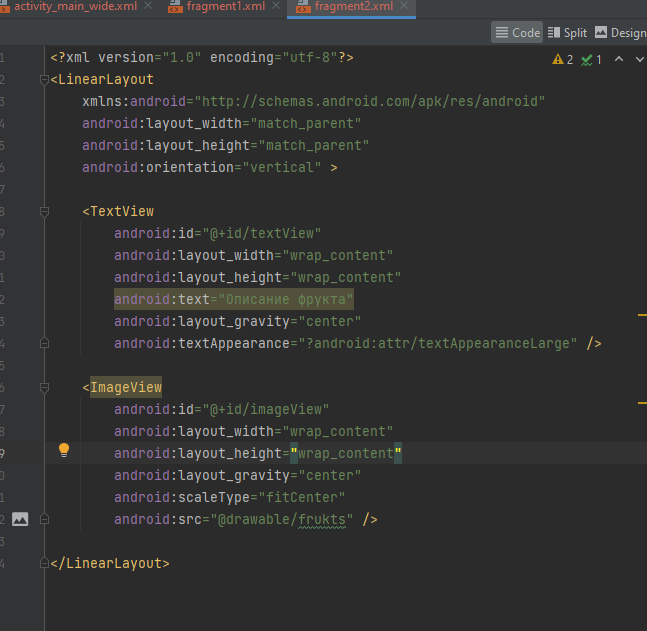 activity_main_wide.xml fragment1.xml fragment2.xml
Code Split Design
<?xml version="1.0" encoding="utf-8"?> 2 1
<LinearLayout
xmlns:android="http://schemas.android.com/apk/res/android"
android:layout_width="match_parent"
android:layout_height="match_parent"
android:orientation="vertical" >
<TextView
android:id="@+id/textView"
android:layout_width="wrap_content"
android:layout_height="wrap_content"
android:text="Описание фрукта"
android:layout_gravity="center"
android:textAppearance="?android:attr/textAppearanceLarge" />
<ImageView
android:id="@+id/imageView"
android:layout_width="wrap_content"
android:layout_height="wrap_content"
android:layout_gravity="center"
android:scaleType="fitCenter"
android:src="@drawable/frukts" />
</LinearLayout>